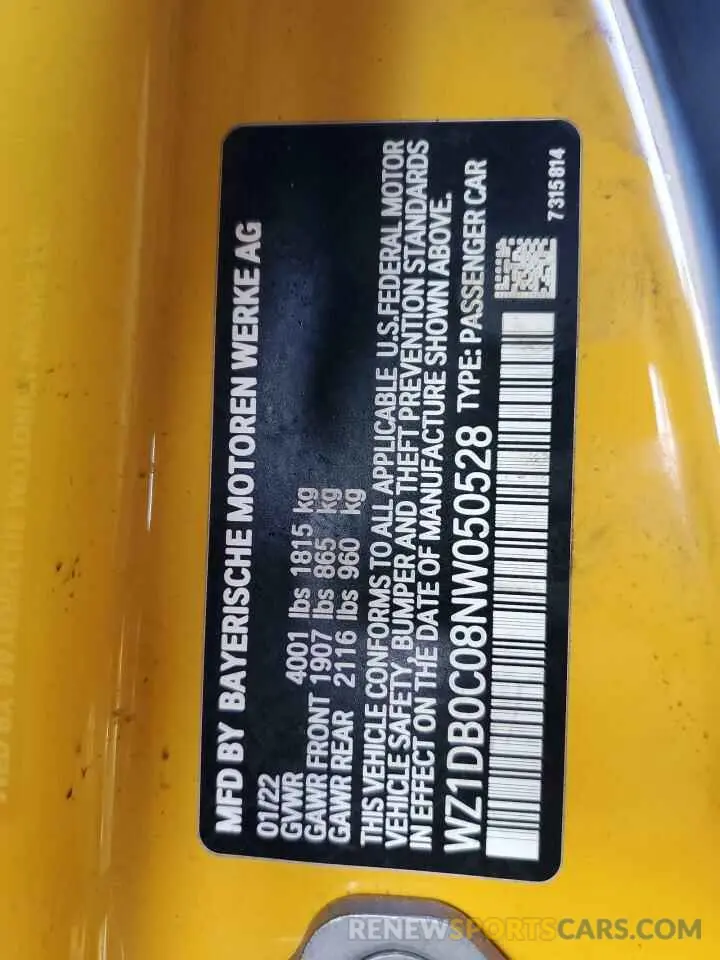 MFD BY BAYERISCHE MOTOREN WERKE AG
01/22
GVWR 4001 lbs 1815 kg
GAWR FRONT 1907 lbs 865 kg
GAWR REAR 2116 lbs 960 kg
THIS VEHICLE CONFORMS TO ALL APPLICABLE U.S.FEDERAL MOTOR
VEHICLE SAFETY, BUMPER AND THEFT PREVENTION STANDARDS
IN EFFECT ON THE DATE OF MANUFACTURE SHOWN ABOVE.
WZ1DB0C08NW050528 TYPE: PASSENGER CAR
7315814
RENEWSPORTSCARS.COM